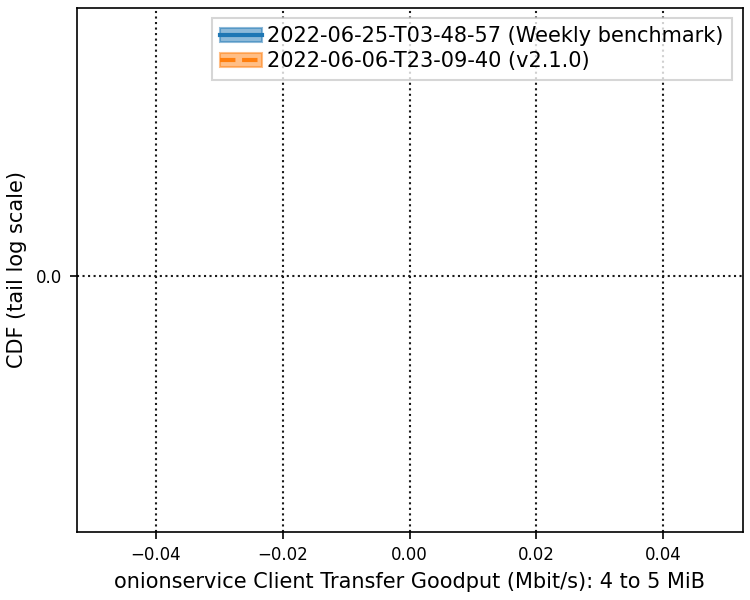 2022-06-25-T03-48-57 (Weekly benchmark)
2022-06-06-T23-09-40 (v2.1.0)
CDF (tail log scale)
0.0
−0.04 −0.02 0.00 0.02 0.04
onionservice Client Transfer Goodput (Mbit/s): 4 to 5 MiB